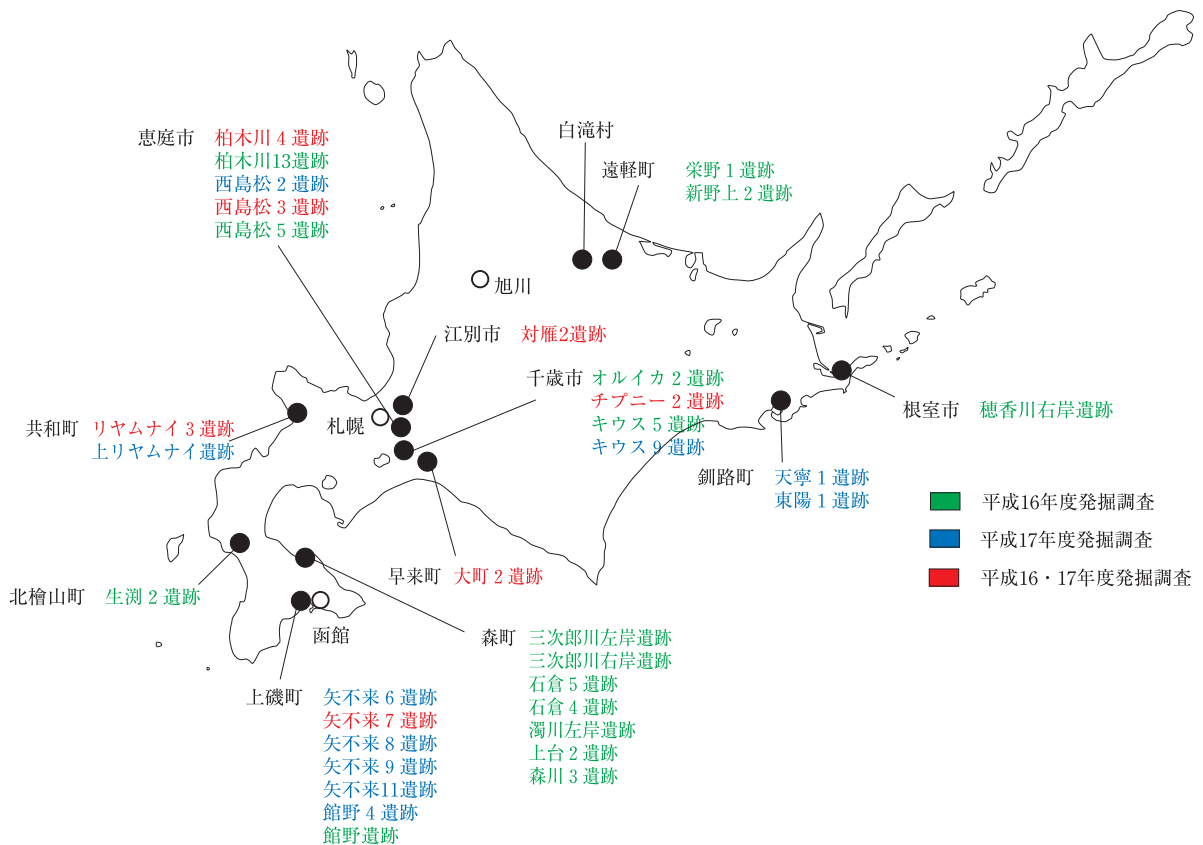 恵庭市 柏木川 4 遺跡
柏木川13遺跡
西島松 2 遺跡
西島松 3 遺跡
西島松 5 遺跡
白滝村
遠軽町 栄野 1 遺跡
新野上 2 遺跡
旭川
江別市 対雁2遺跡
千歳市 オルイカ 2 遺跡
チプニー 2 遺跡
キウス 5 遺跡
キウス 9 遺跡
札幌
共和町 リヤムナイ 3 遺跡
上リヤムナイ遺跡
根室市 穂香川右岸遺跡
釧路町 天寧 1 遺跡
東陽 1 遺跡
平成16年度発掘調査
平成17年度発掘調査
平成16・17年度発掘調査
早来町 大町 2 遺跡
北檜山町 生渕 2 遺跡
函館
森町 三次郎川左岸遺跡
三次郎川右岸遺跡
石倉 5 遺跡
石倉 4 遺跡
濁川左岸遺跡
上台 2 遺跡
森川 3 遺跡
上磯町 矢不来 6 遺跡
矢不来 7 遺跡
矢不来 8 遺跡
矢不来 9 遺跡
矢不来11遺跡
館野 4 遺跡
館野遺跡